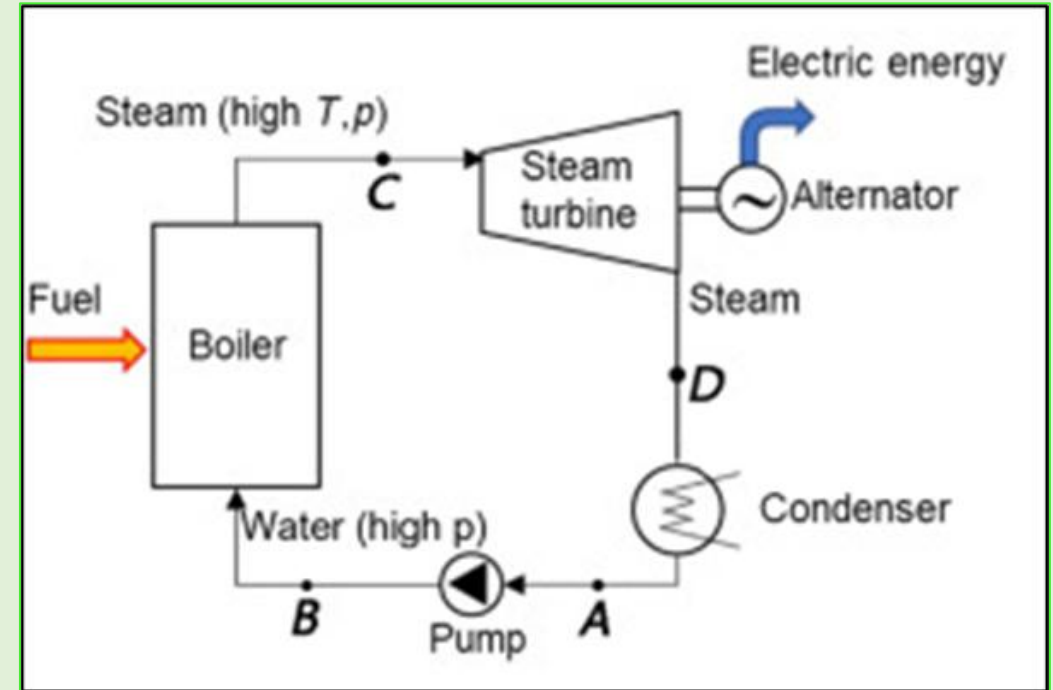 Electric energy
Steam (high T,p)
C
Steam
turbine
~
Alternator
Fuel
Boiler
Steam
D
Condenser
Water (high p)
B
A
Pump